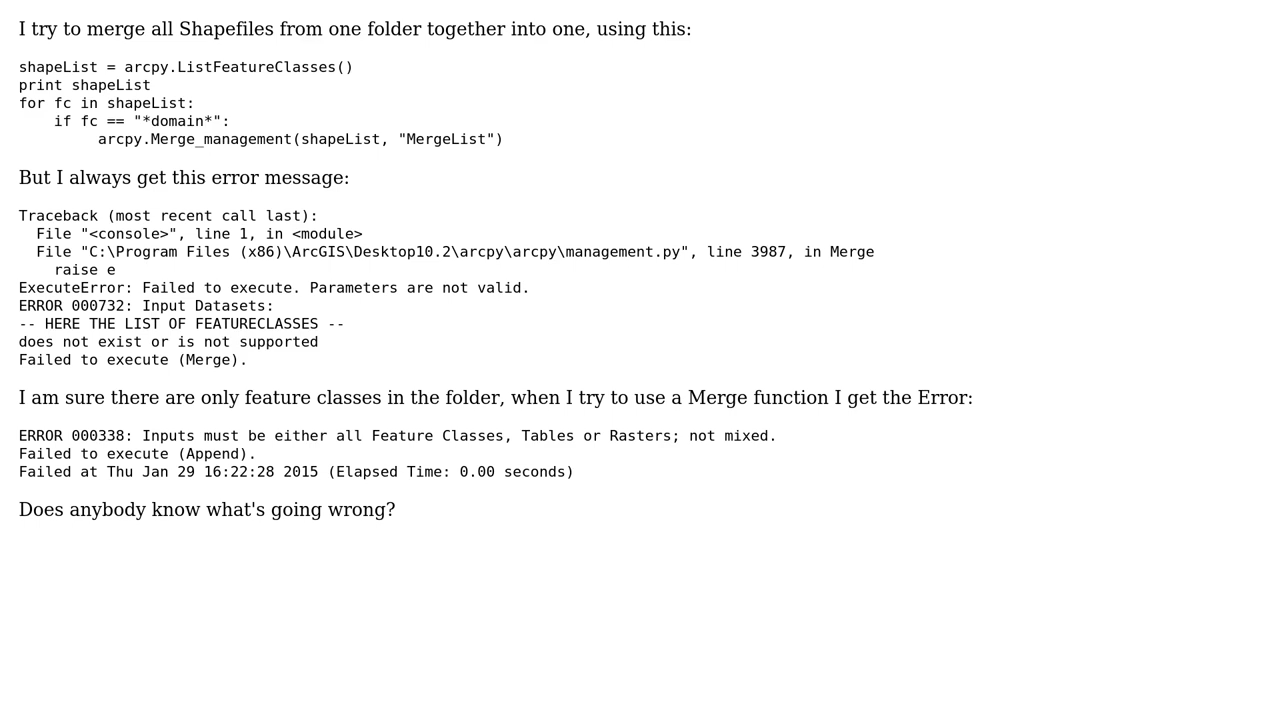 I try to merge all Shapefiles from one folder together into one, using this:
shapeList = arcpy.ListFeatureClasses()
print shapeList
for fc in shapeList:
    if fc == "*domain*":
         arcpy.Merge_management(shapeList, "MergeList")
But I always get this error message:
Traceback (most recent call last):
  File "<console>", line 1, in <module>
  File "C:\Program Files (x86)\ArcGIS\Desktop10.2\arcpy\arcpy\management.py", line 3987, in Merge
    raise e
ExecuteError: Failed to execute. Parameters are not valid.
ERROR 000732: Input Datasets:
-- HERE THE LIST OF FEATURECLASSES --
does not exist or is not supported
Failed to execute (Merge).
I am sure there are only feature classes in the folder, when I try to use a Merge function I get the Error:
ERROR 000338: Inputs must be either all Feature Classes, Tables or Rasters; not mixed.
Failed to execute (Append).
Failed at Thu Jan 29 16:22:28 2015 (Elapsed Time: 0.00 seconds)
Does anybody know what's going wrong?